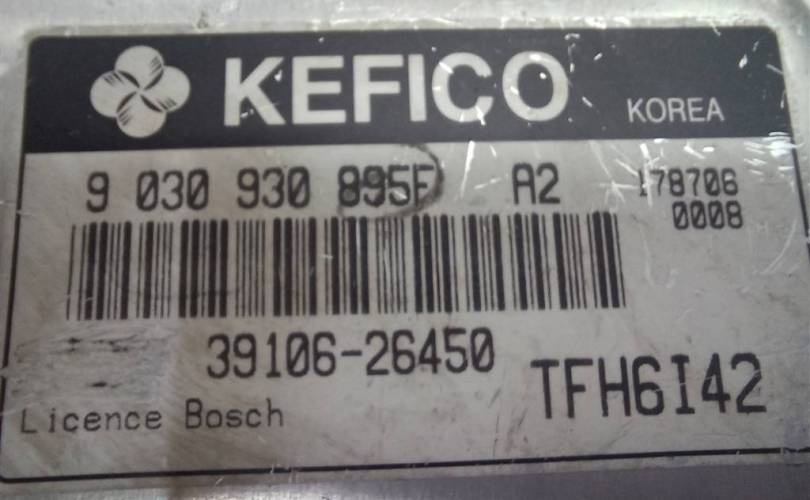 KEFICO KOREA
9 030 930 895F A2
178706
0008
39106-26450
TFH6I42
Licence Bosch